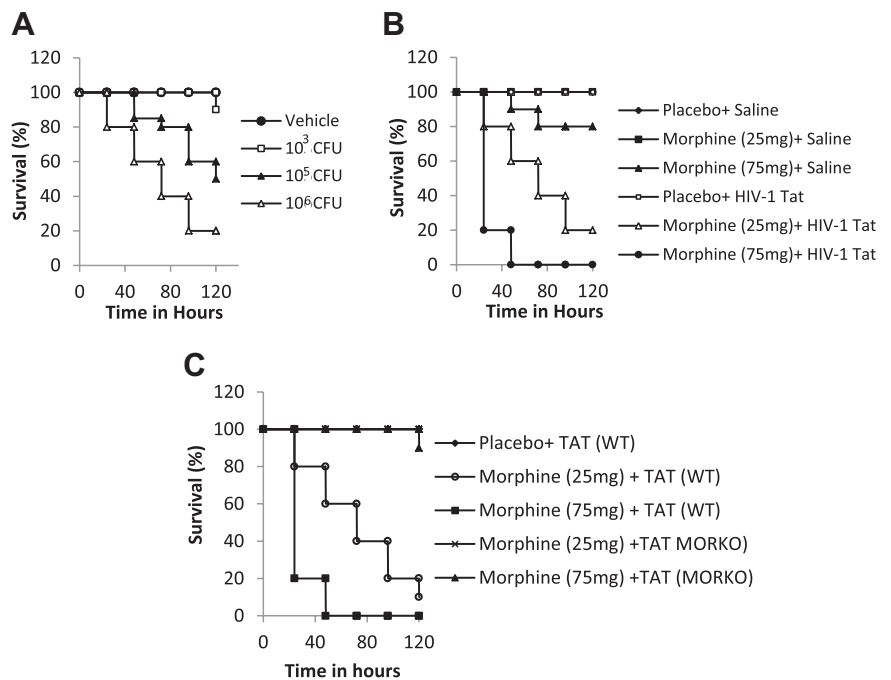 A
120
100
80
60
40
20
0
Survival (%)
0 40 80 120
Time in Hours
Vehicle
10³ CFU
10⁵ CFU
10⁶ CFU
B
120
100
80
60
40
20
0
Survival (%)
0 40 80 120
Time in Hours
Placebo+ Saline
Morphine (25mg)+ Saline
Morphine (75mg)+ Saline
Placebo+ HIV-1 Tat
Morphine (25mg)+ HIV-1 Tat
Morphine (75mg)+ HIV-1 Tat
C
120
100
80
60
40
20
0
Survival (%)
0 40 80 120
Time in hours
Placebo+ TAT (WT)
Morphine (25mg) + TAT (WT)
Morphine (75mg) + TAT (WT)
Morphine (25mg) +TAT MORKO)
Morphine (75mg) +TAT (MORKO)